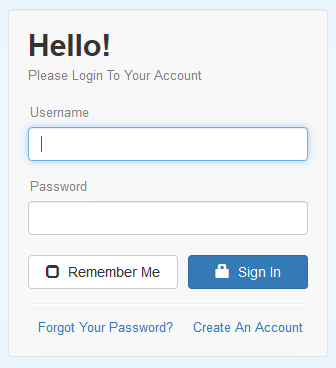 Hello!
Please Login To Your Account
Username
Password
Remember Me Sign In
Forgot Your Password? Create An Account